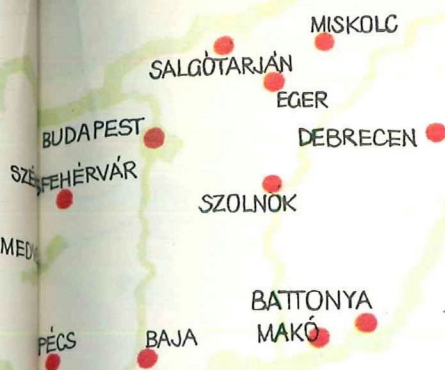 MISKOLC
SALGÓTARJÁN
EGER
BUDAPEST
DEBRECEN
FEHÉRVÁR
SZOLNOK
BATTONYA
PÉCS
BAJA
MAKÓ